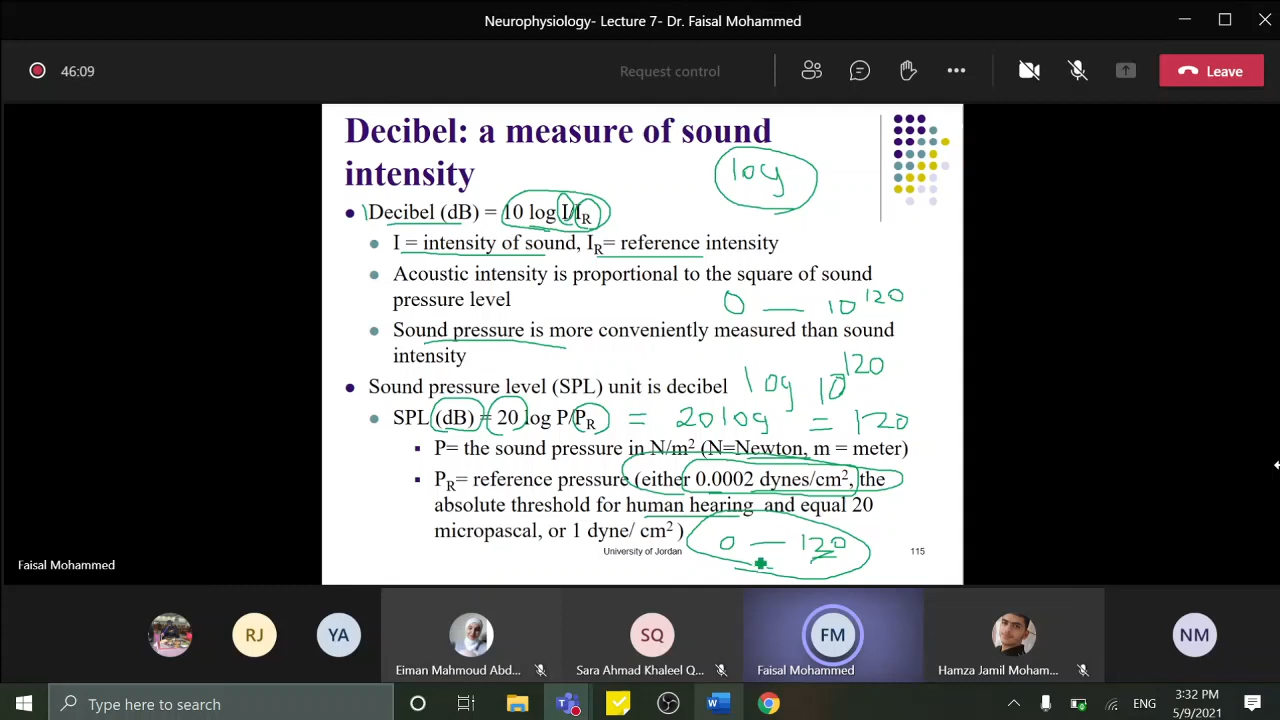 Neurophysiology- Lecture 7- Dr. Faisal Mohammed
46:09
Request control
Leave
Decibel: a measure of sound
intensity
log
Decibel (dB) = 10 log I/IR
I = intensity of sound, IR= reference intensity
Acoustic intensity is proportional to the square of sound
pressure level
0 — 10^120
Sound pressure is more conveniently measured than sound
intensity
Sound pressure level (SPL) unit is decibel
log 10^120
SPL (dB) = 20 log P/PR = 20 log = 120
P= the sound pressure in N/m² (N=Newton, m = meter)
PR= reference pressure (either 0.0002 dynes/cm², the
absolute threshold for human hearing and equal 20
micropascal, or 1 dyne/ cm² )
0 — 120
University of Jordan
115
Faisal Mohammed
RJ
YA
SQ
FM
NM
Eiman Mahmoud Abd...
Sara Ahmad Khaleel Q...
Faisal Mohammed
Hamza Jamil Moham...
Type here to search
ENG
3:32 PM
5/9/2021